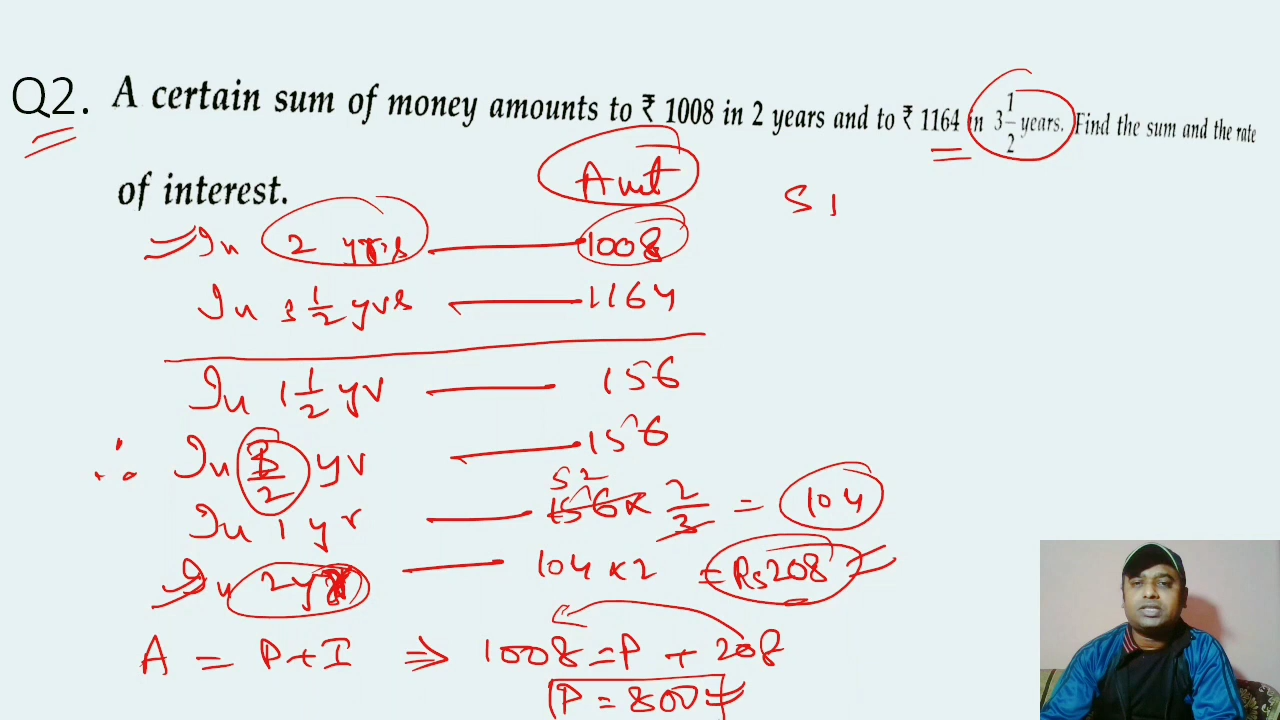 Q2. A certain sum of money amounts to ₹ 1008 in 2 years and to ₹ 1164 in 3 1/2 years. Find the sum and the rate
of interest.
Amt
SI
In 2 yrs — 1008
In 3 1/2 yrs — 1164
In 1 1/2 yr — 156
∴ In 3/2 yr — 156
In 1 yr — 156 × 2/3 = 104
52
In 2 yr — 104 × 2 = Rs 208
A = P + I ⇒ 1008 = P + 208
P = 800